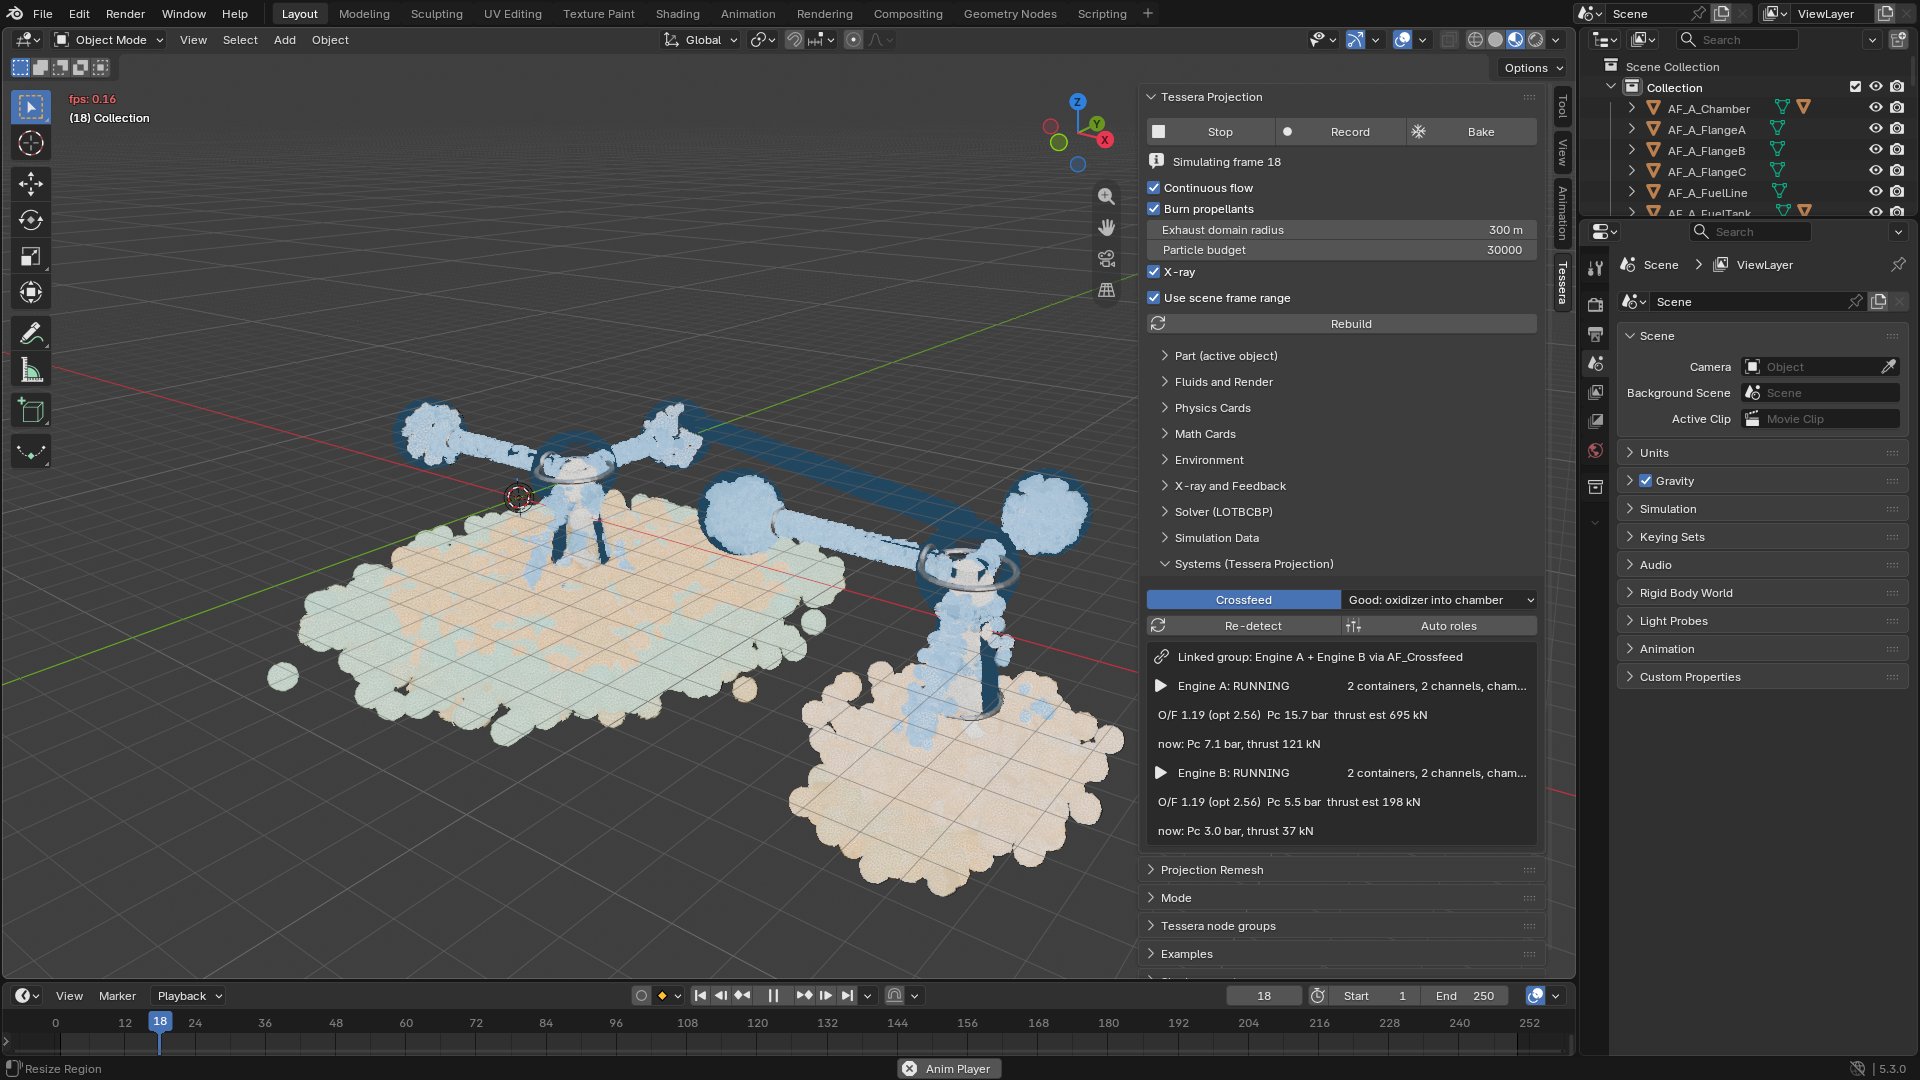 File Edit Render Window Help Layout Modeling Sculpting UV Editing Texture Paint Shading Animation Rendering Compositing Geometry Nodes Scripting + Scene ViewLayer
Object Mode View Select Add Object Global Search
Options
fps: 0.16
(18) Collection
Z
Y
X
Tessera Projection
Stop Record Bake
Simulating frame 18
Continuous flow
Burn propellants
Exhaust domain radius 300 m
Particle budget 30000
X-ray
Use scene frame range
Rebuild
Part (active object)
Fluids and Render
Physics Cards
Math Cards
Environment
X-ray and Feedback
Solver (LOTBCBP)
Simulation Data
Systems (Tessera Projection)
Crossfeed Good: oxidizer into chamber
Re-detect Auto roles
Linked group: Engine A + Engine B via AF_Crossfeed
Engine A: RUNNING 2 containers, 2 channels, cham...
O/F 1.19 (opt 2.56) Pc 15.7 bar thrust est 695 kN
now: Pc 7.1 bar, thrust 121 kN
Engine B: RUNNING 2 containers, 2 channels, cham...
O/F 1.19 (opt 2.56) Pc 5.5 bar thrust est 198 kN
now: Pc 3.0 bar, thrust 37 kN
Projection Remesh
Mode
Tessera node groups
Examples
Tool
View
Animation
Tessera
Scene Collection
Collection
AF_A_Chamber
AF_A_FlangeA
AF_A_FlangeB
AF_A_FlangeC
AF_A_FuelLine
AF_A_FuelTank
Search
Scene > ViewLayer
Scene
Scene
Camera Object
Background Scene Scene
Active Clip Movie Clip
Units
Gravity
Simulation
Keying Sets
Audio
Rigid Body World
Light Probes
Animation
Custom Properties
View Marker Playback 18 Start 1 End 250
0 12 18 24 36 48 60 72 84 96 108 120 132 144 156 168 180 192 204 216 228 240 252
Resize Region Anim Player 5.3.0